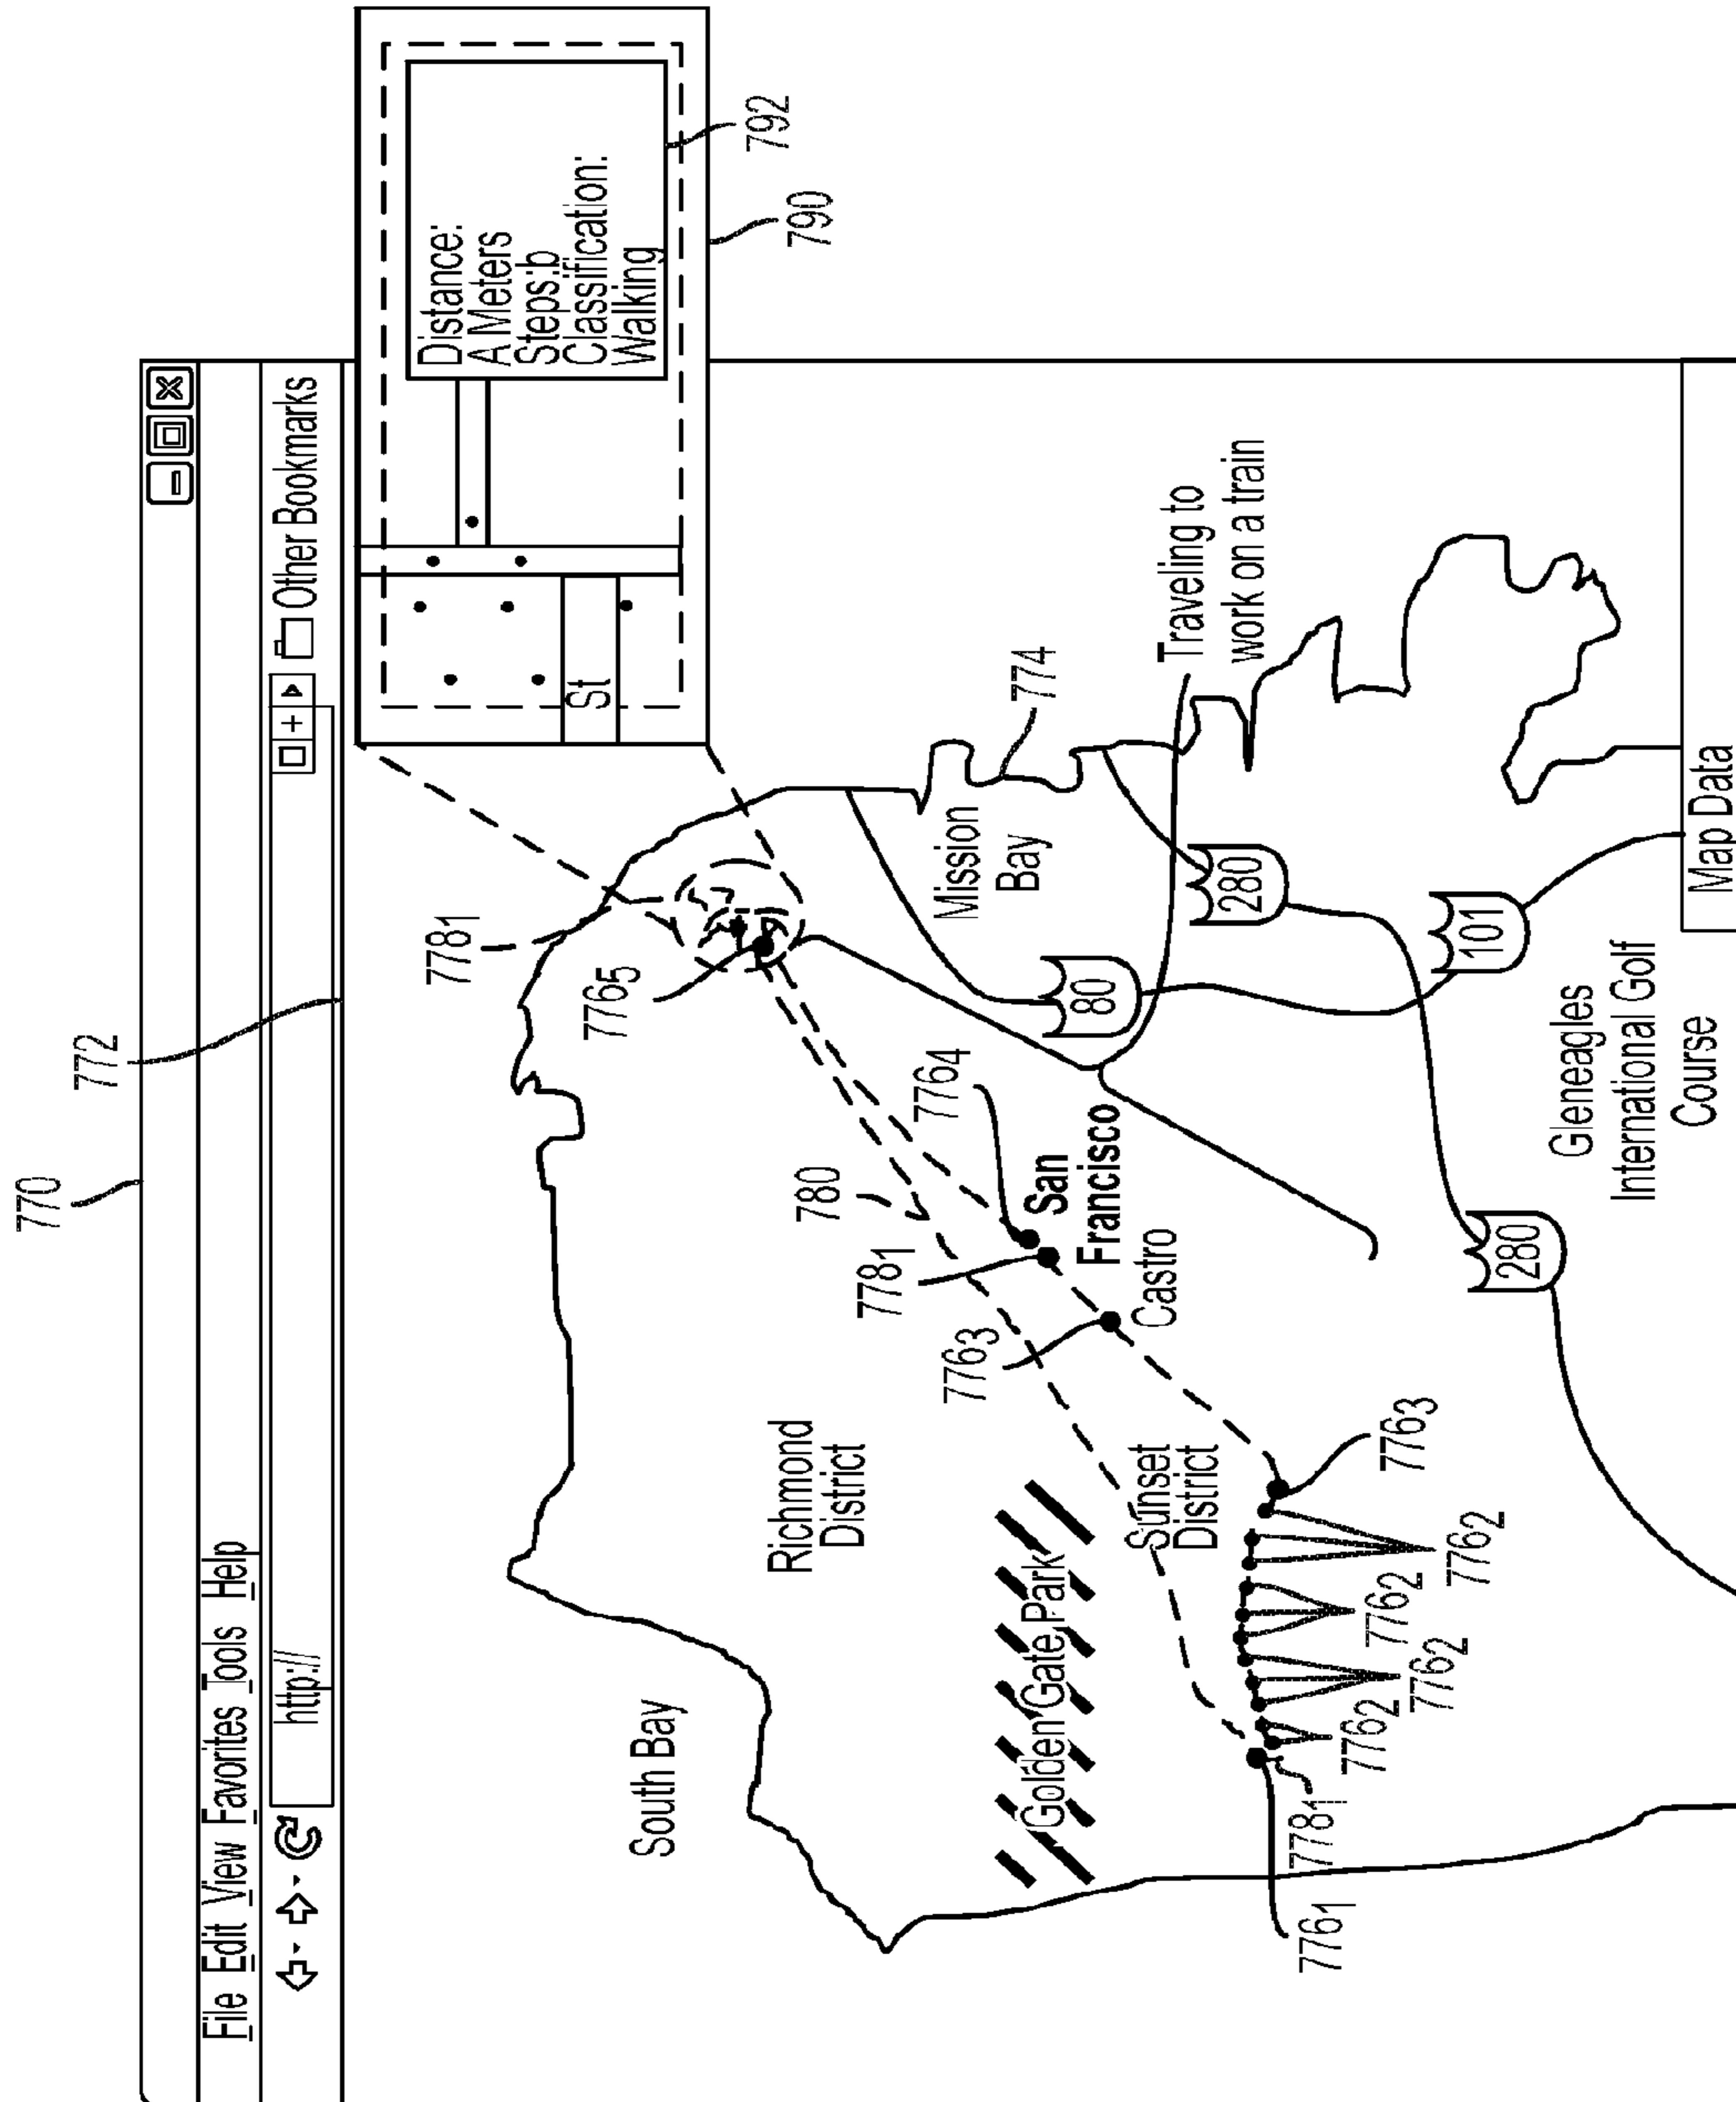 770
772
File Edit View Favorites Tools Help
http://
Other Bookmarks
Distance:
A Meters
Steps:b
Classification:
Walking
St
792
790
South Bay
Richmond
District
Golden Gate Park
Sunset
District
7781
7765
780
7781
7764
7763
San
Francisco
Castro
Mission
Bay
774
Traveling to
work on a train
80
280
101
280
7763
7762
7762
7762
7762
7781
7761
Gleneagles
International Golf
Course
Map Data